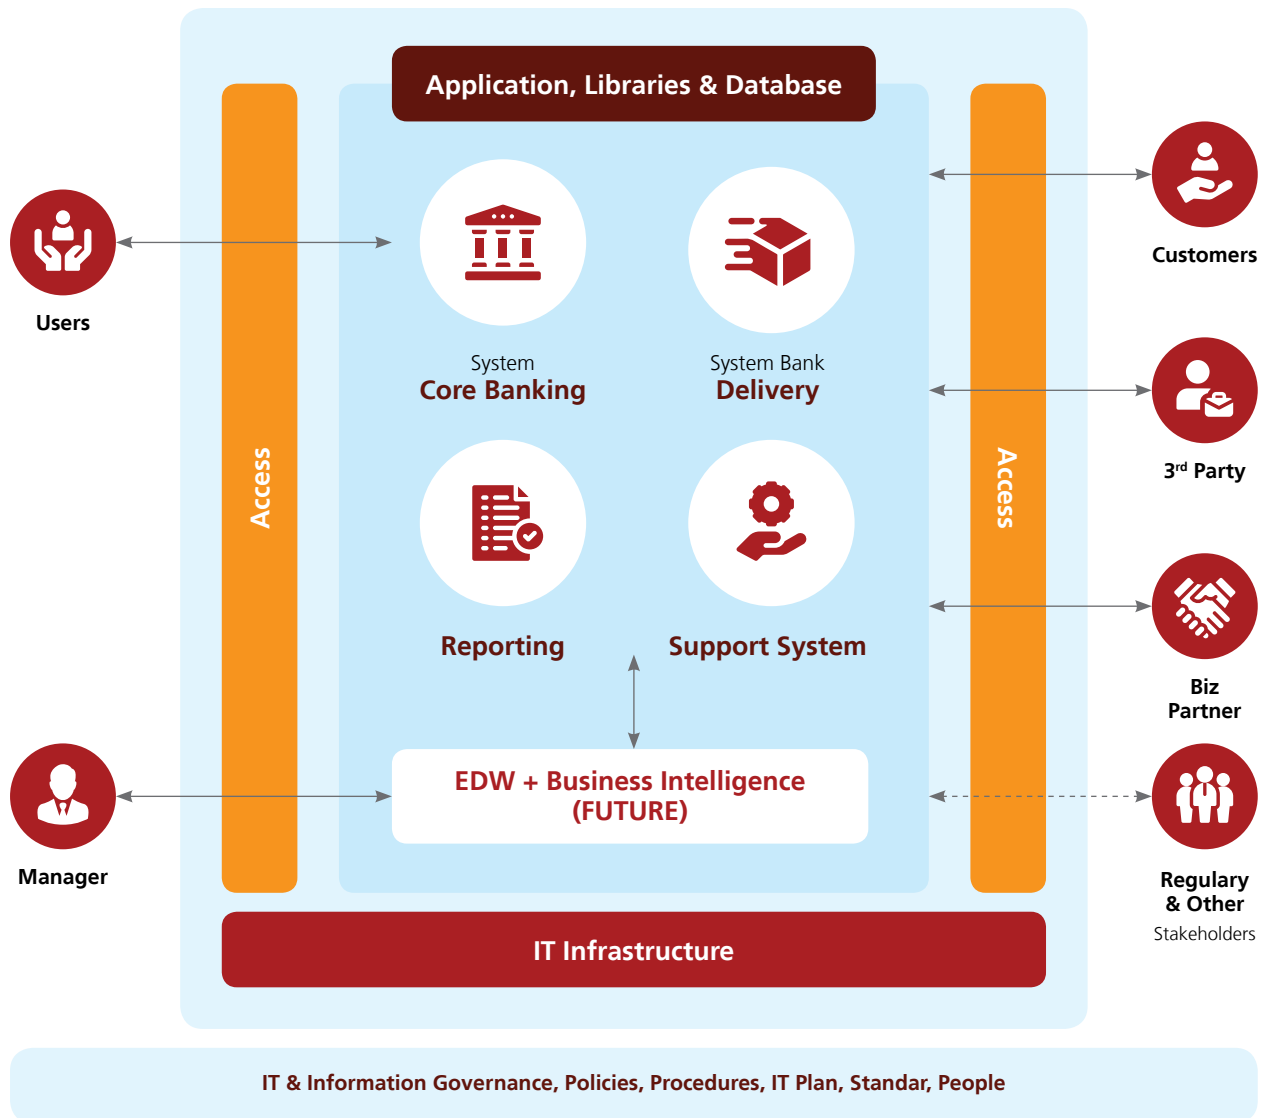 Application, Libraries & Database
Users
Customers
System
Core Banking
System Bank
Delivery
Access
Access
3rd Party
Reporting
Support System
Biz
Partner
EDW + Business Intelligence
(FUTURE)
Manager
Regulary
& Other
Stakeholders
IT Infrastructure
IT & Information Governance, Policies, Procedures, IT Plan, Standar, People